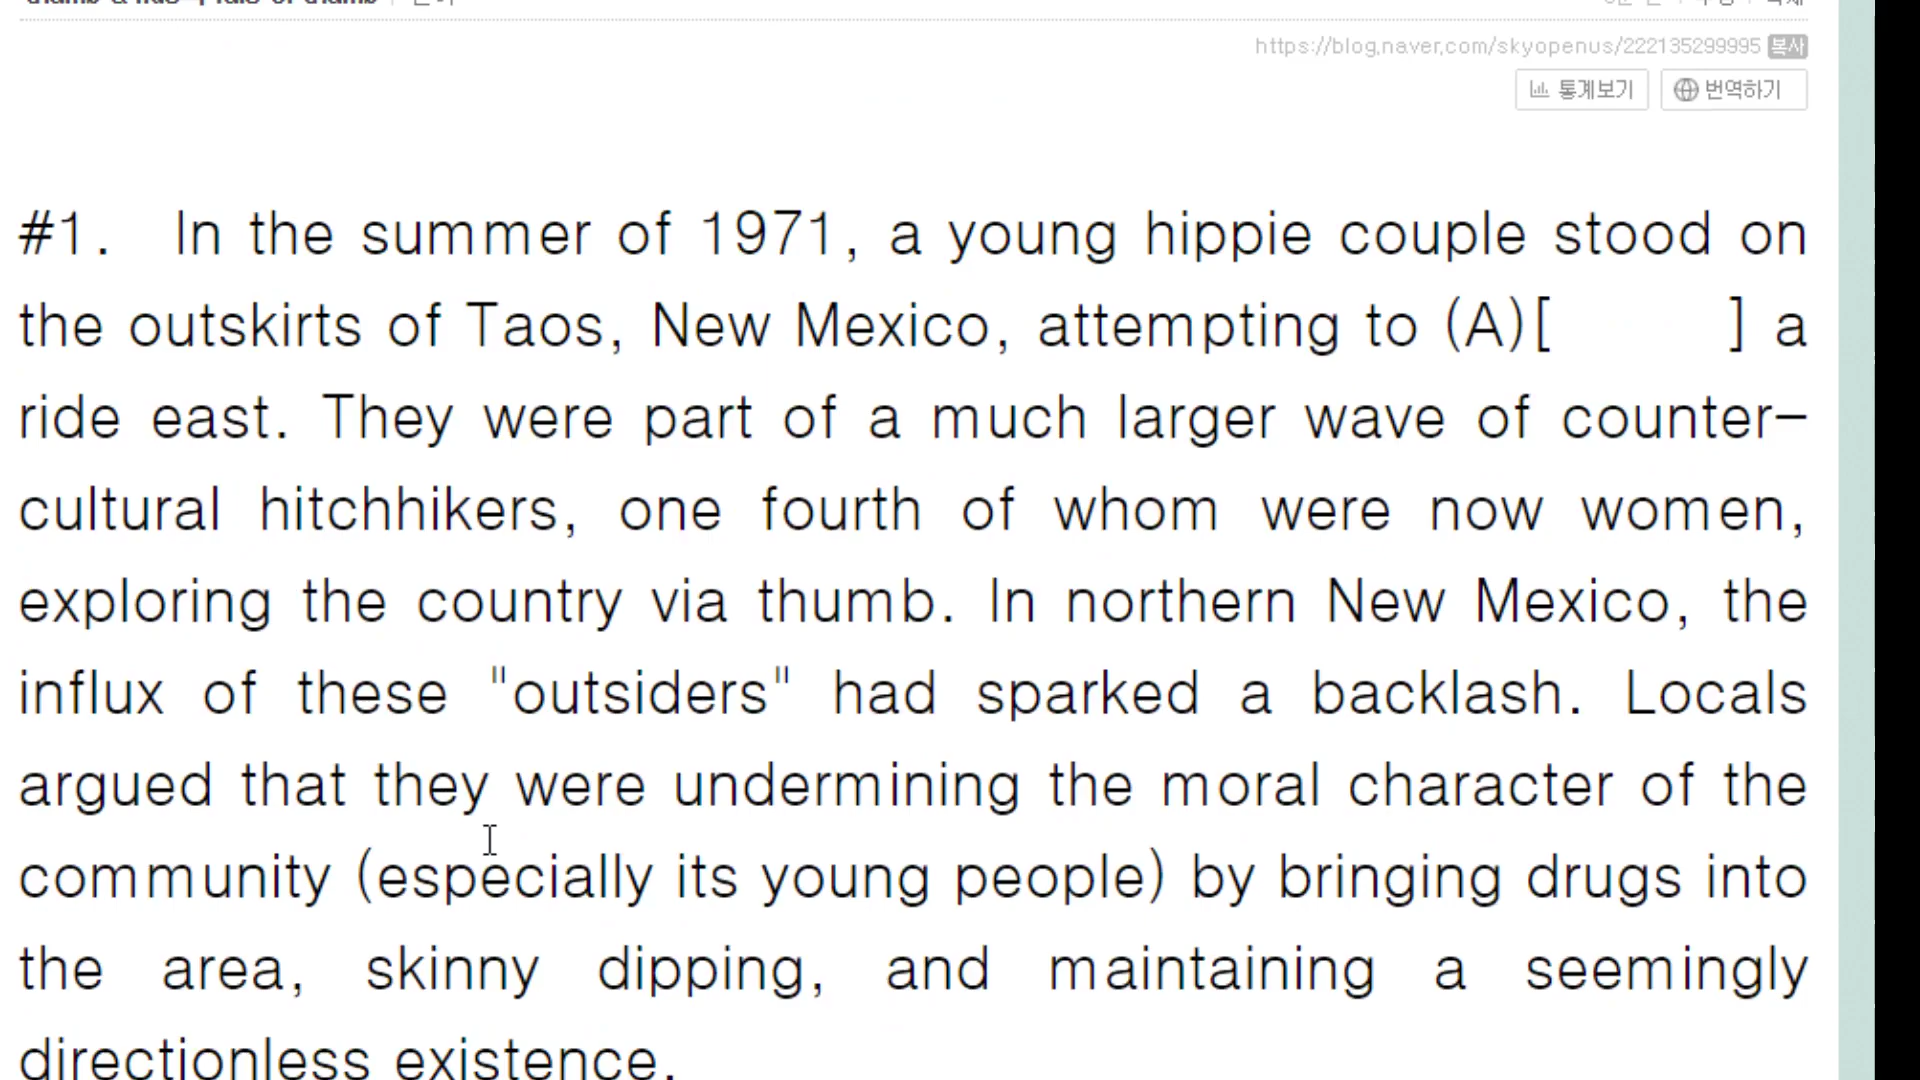 https://blog.naver.com/skyopenus/222135299995 복사
통계보기 번역하기
#1. In the summer of 1971, a young hippie couple stood on
the outskirts of Taos, New Mexico, attempting to (A)[ ] a
ride east. They were part of a much larger wave of counter-
cultural hitchhikers, one fourth of whom were now women,
exploring the country via thumb. In northern New Mexico, the
influx of these "outsiders" had sparked a backlash. Locals
argued that they were undermining the moral character of the
community (especially its young people) by bringing drugs into
the area, skinny dipping, and maintaining a seemingly
directionless existence.